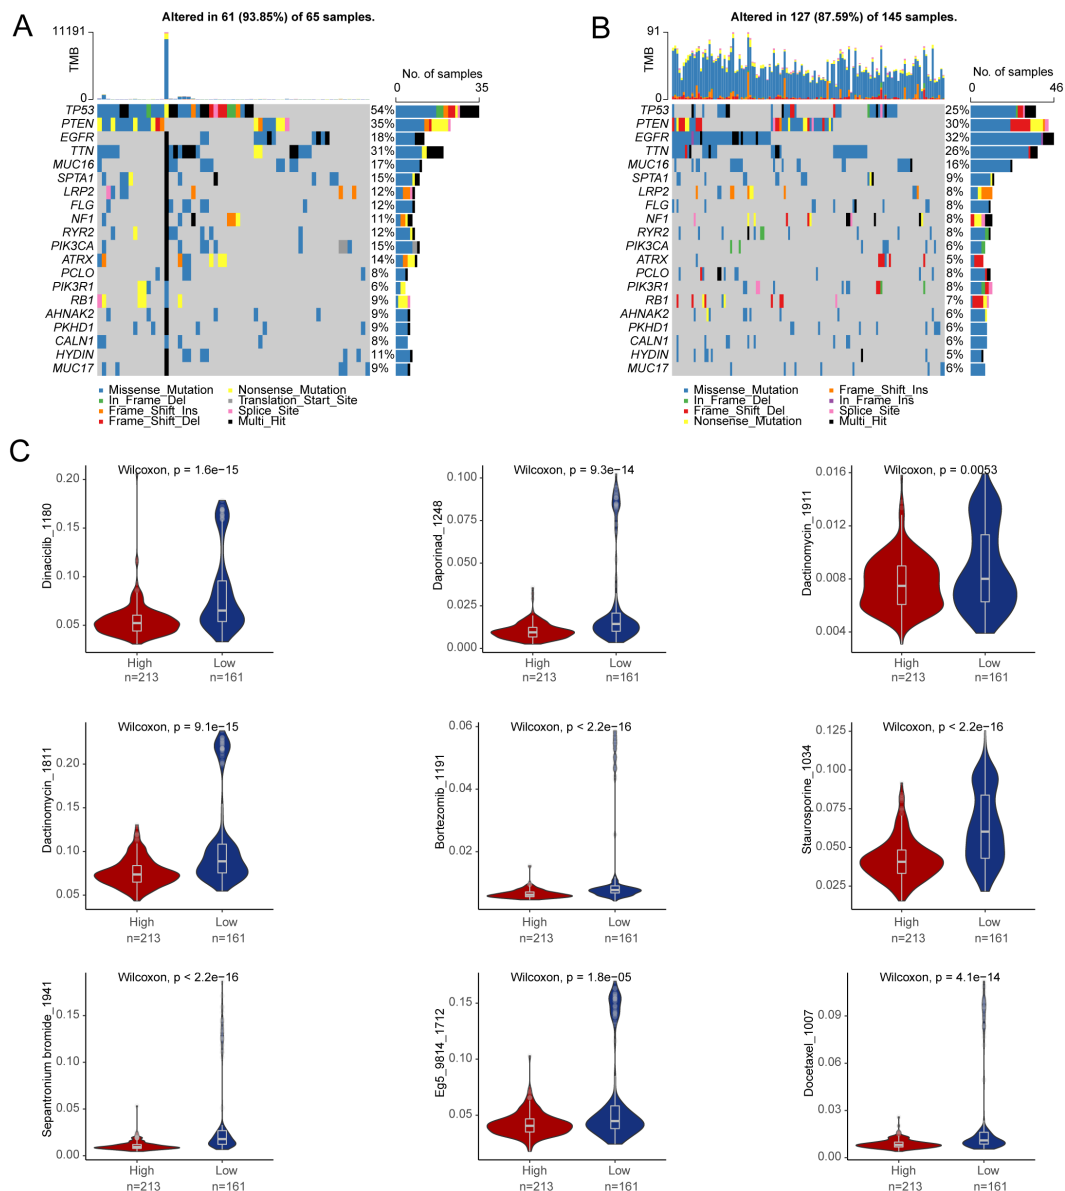 A
Altered in 61 (93.85%) of 65 samples.
11191
TMB
0
No. of samples
0 35
TP53 54%
PTEN 35%
EGFR 18%
TTN 31%
MUC16 17%
SPTA1 15%
LRP2 12%
FLG 12%
NF1 11%
RYR2 12%
PIK3CA 15%
ATRX 14%
PCLO 8%
PIK3R1 6%
RB1 9%
AHNAK2 9%
PKHD1 9%
CALN1 8%
HYDIN 11%
MUC17 9%
Missense_Mutation Nonsense_Mutation
In_Frame_Del Translation_Start_Site
Frame_Shift_Ins Splice_Site
Frame_Shift_Del Multi_Hit
B
Altered in 127 (87.59%) of 145 samples.
91
TMB
0
No. of samples
0 46
TP53 25%
PTEN 30%
EGFR 32%
TTN 26%
MUC16 16%
SPTA1 9%
LRP2 8%
FLG 8%
NF1 8%
RYR2 8%
PIK3CA 6%
ATRX 5%
PCLO 8%
PIK3R1 8%
RB1 7%
AHNAK2 6%
PKHD1 6%
CALN1 6%
HYDIN 5%
MUC17 6%
Missense_Mutation Frame_Shift_Ins
In_Frame_Del In_Frame_Ins
Frame_Shift_Del Splice_Site
Nonsense_Mutation Multi_Hit
C
Wilcoxon, p = 1.6e−15
Dinaciclib_1180
0.20
0.15
0.10
0.05
High Low
n=213 n=161
Wilcoxon, p = 9.3e−14
Daporinad_1248
0.100
0.075
0.050
0.025
0.000
High Low
n=213 n=161
Wilcoxon, p = 0.0053
Dactinomycin_1911
0.016
0.012
0.008
0.004
High Low
n=213 n=161
Wilcoxon, p = 9.1e−15
Dactinomycin_1811
0.20
0.15
0.10
0.05
High Low
n=213 n=161
Wilcoxon, p < 2.2e−16
Bortezomib_1191
0.06
0.04
0.02
High Low
n=213 n=161
Wilcoxon, p < 2.2e−16
Staurosporine_1034
0.125
0.100
0.075
0.050
0.025
High Low
n=213 n=161
Wilcoxon, p < 2.2e−16
Sepantronium bromide_1941
0.15
0.10
0.05
0.00
High Low
n=213 n=161
Wilcoxon, p = 1.8e−05
Eg5_9814_1712
0.15
0.10
0.05
High Low
n=213 n=161
Wilcoxon, p = 4.1e−14
Docetaxel_1007
0.09
0.06
0.03
0.00
High Low
n=213 n=161